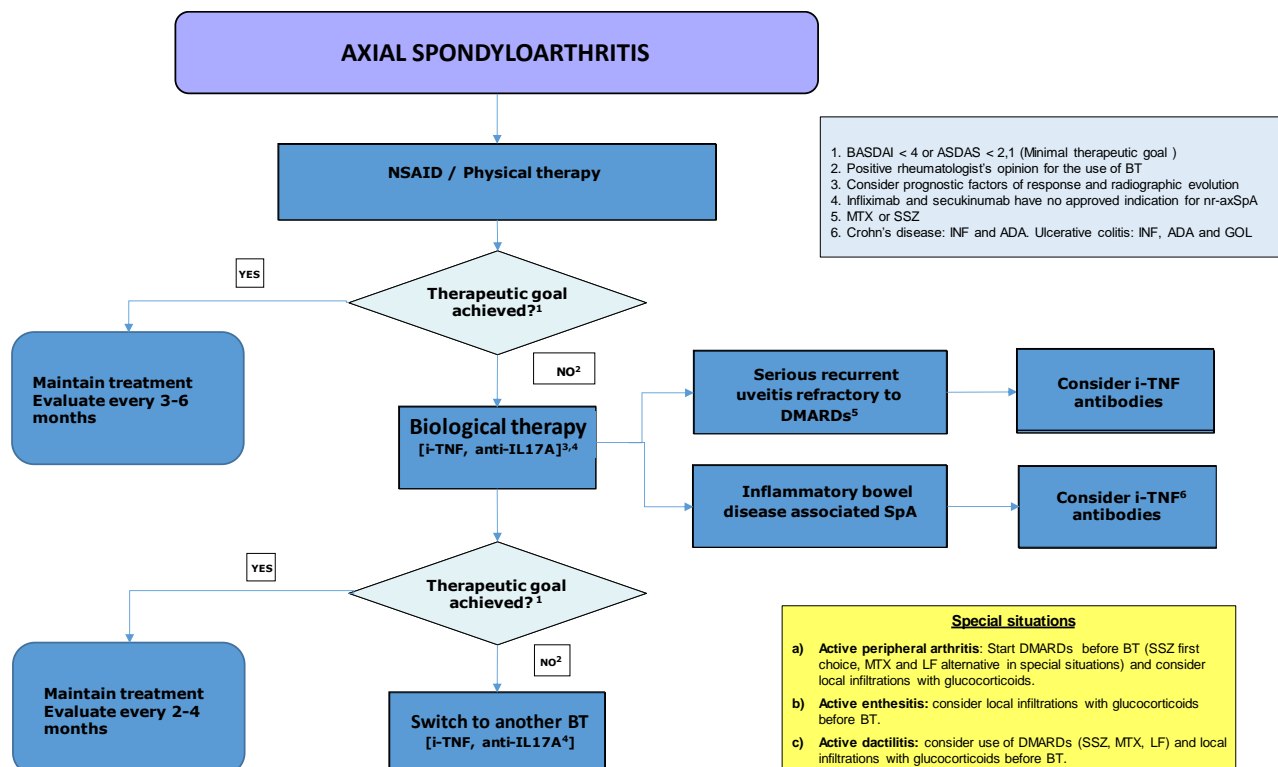 AXIAL SPONDYLOARTHRITIS
NSAID / Physical therapy
1. BASDAI < 4 or ASDAS < 2,1 (Minimal therapeutic goal )
2. Positive rheumatologist's opinion for the use of BT
3. Consider prognostic factors of response and radiographic evolution
4. Infliximab and secukinumab have no approved indication for nr-axSpA
5. MTX or SSZ
6. Crohn's disease: INF and ADA. Ulcerative colitis: INF, ADA and GOL
YES
Therapeutic goal
achieved?1
NO2
Maintain treatment
Evaluate every 3-6
months
Biological therapy
[i-TNF, anti-IL17A]3,4
Serious recurrent
uveitis refractory to
DMARDs5
Consider i-TNF
antibodies
Inflammatory bowel
disease associated SpA
Consider i-TNF6
antibodies
YES
Therapeutic goal
achieved? 1
NO2
Maintain treatment
Evaluate every 2-4
months
Switch to another BT
[i-TNF, anti-IL17A4]
Special situations
a) Active peripheral arthritis: Start DMARDs before BT (SSZ first
choice, MTX and LF alternative in special situations) and consider
local infiltrations with glucocorticoids.
b) Active enthesitis: consider local infiltrations with glucocorticoids
before BT.
c) Active dactilitis: consider use of DMARDs (SSZ, MTX, LF) and local
infiltrations with glucocorticoids before BT.